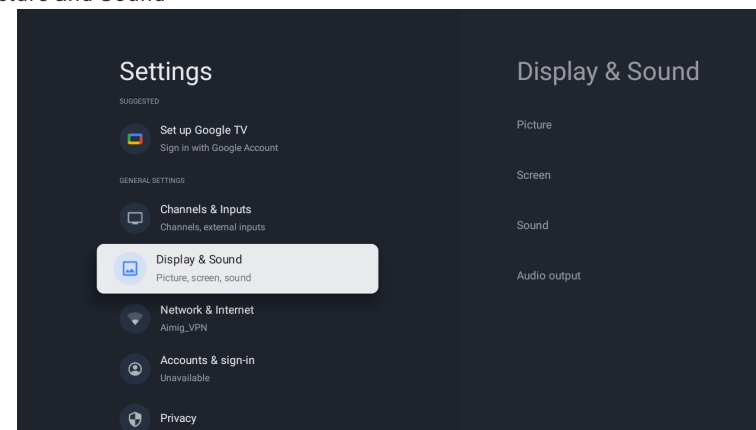 Settings
SUGGESTED
Set up Google TV
Sign in with Google Account
GENERAL SETTINGS
Channels & Inputs
Channels, external inputs
Display & Sound
Picture, screen, sound
Network & Internet
Aimig_VPN
Accounts & sign-in
Unavailable
Privacy
Display & Sound
Picture
Screen
Sound
Audio output